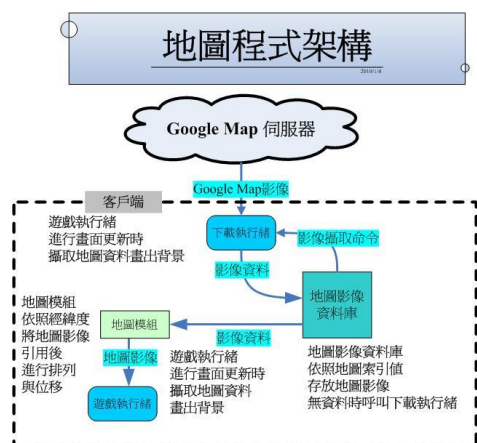 地圖程式架構
2010/1/8
Google Map 伺服器
Google Map影像
客戶端
遊戲執行緒
進行畫面更新時
攝取地圖資料畫出背景
下載執行緒
影像攝取命令
影像資料
地圖影像
資料庫
地圖模組
依照經緯度
將地圖影像
引用後
進行排列
與位移
地圖模組
影像資料
地圖影像
遊戲執行緒
進行畫面更新時
攝取地圖資料
畫出背景
遊戲執行緒
地圖影像資料庫
依照地圖索引值
存放地圖影像
無資料時呼叫下載執行緒